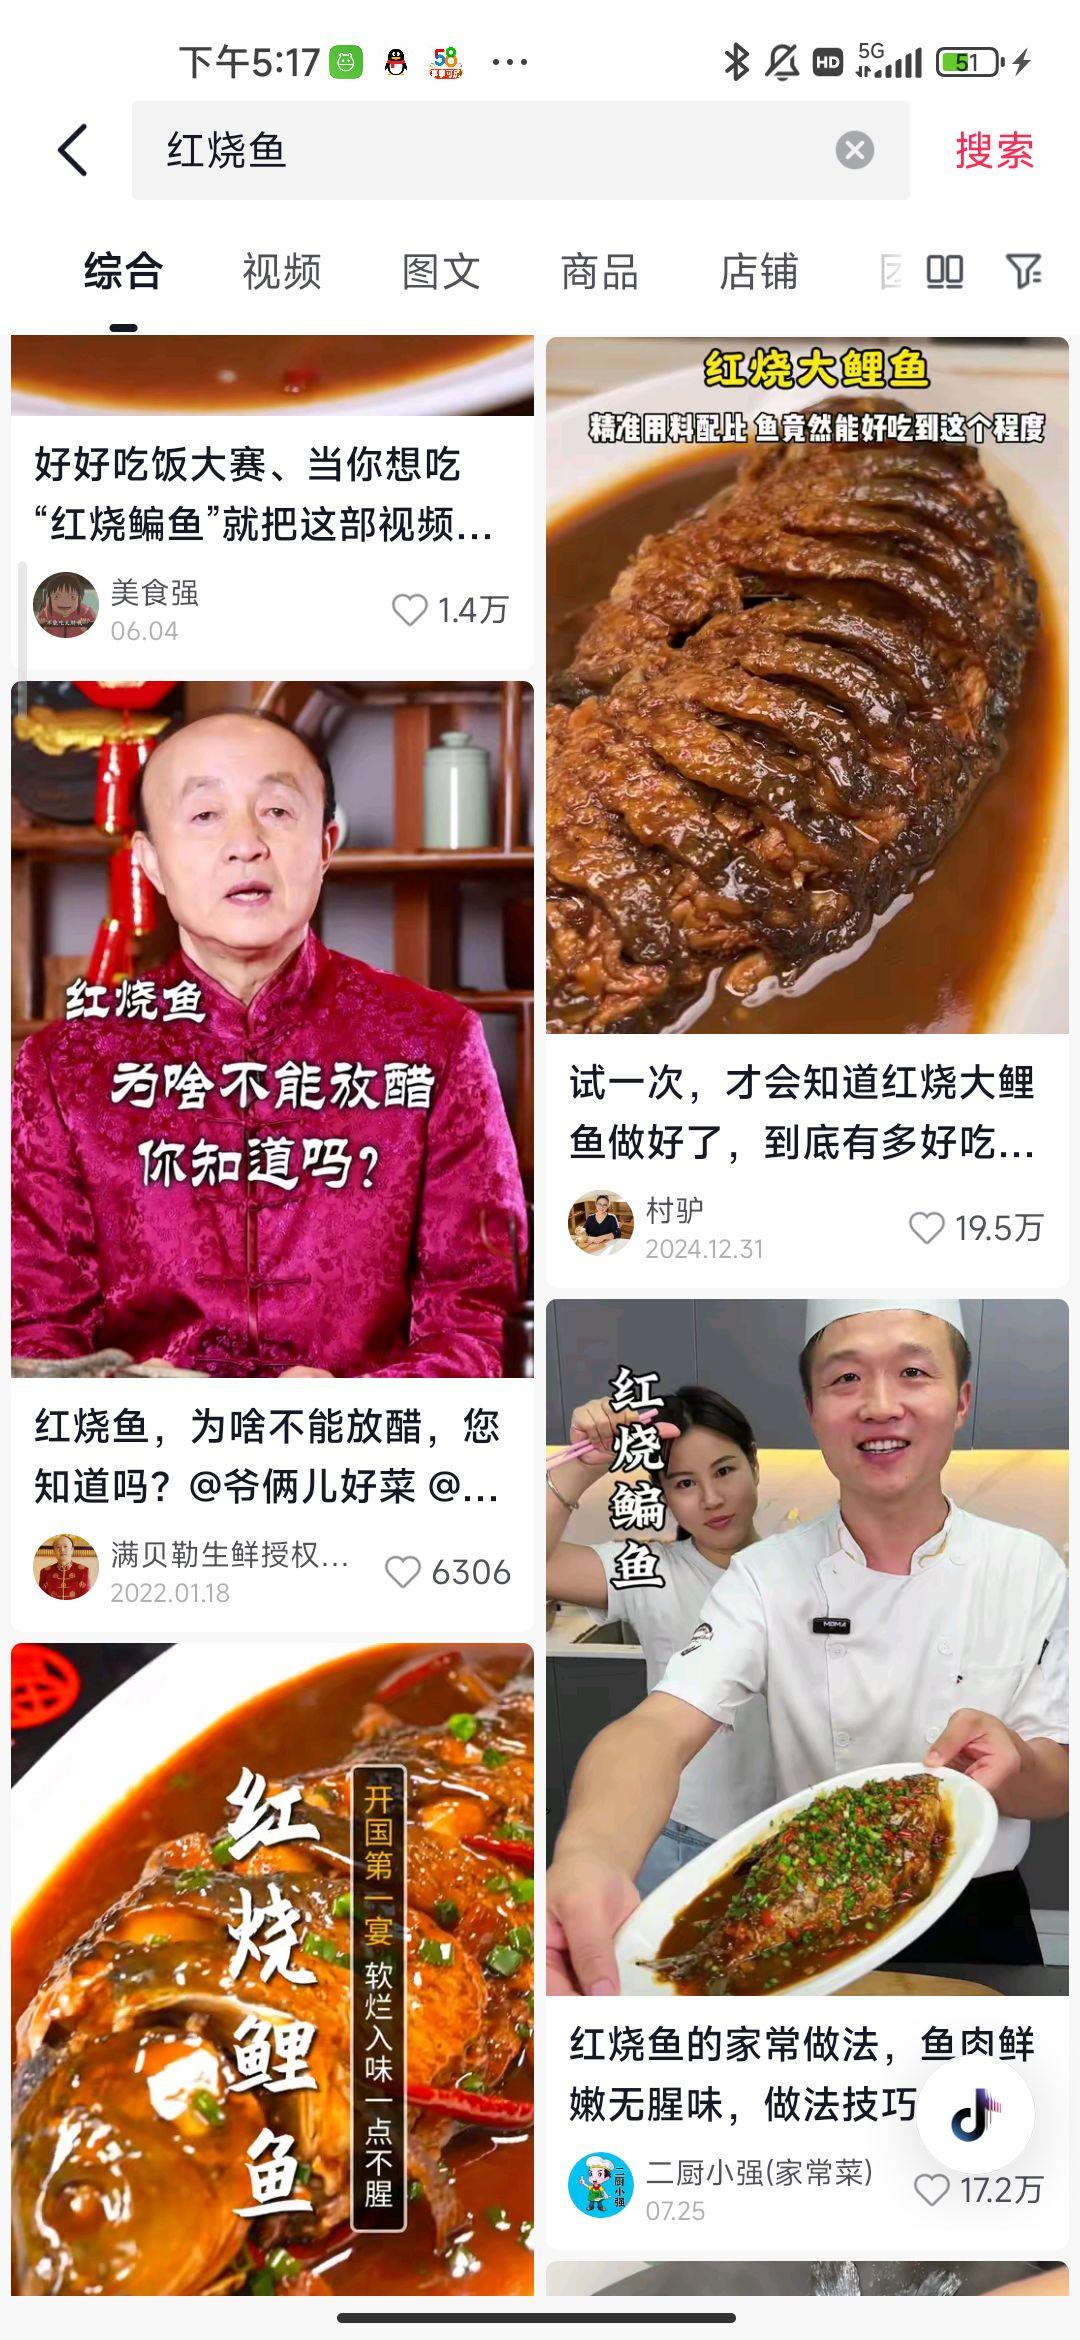 下午5:17
58
HD
5G
51
红烧鱼
搜索
综合
视频
图文
商品
店铺
好好吃饭大赛、当你想吃
“红烧鳊鱼”就把这部视频...
美食强
06.04
1.4万
红烧鱼
为啥不能放醋
你知道吗?
红烧鱼，为啥不能放醋，您
知道吗？@爷俩儿好菜 @...
满贝勒生鲜授权...
2022.01.18
6306
红烧鲤鱼
开国第一宴 软烂入味一点不腥
红烧大鲤鱼
精准用料配比 鱼竟然能好吃到这个程度
试一次，才会知道红烧大鲤
鱼做好了，到底有多好吃...
村驴
2024.12.31
19.5万
红烧鳊鱼
MOMA
红烧鱼的家常做法，鱼肉鲜
嫩无腥味，做法技巧
二厨小强
二厨小强(家常菜)
07.25
17.2万